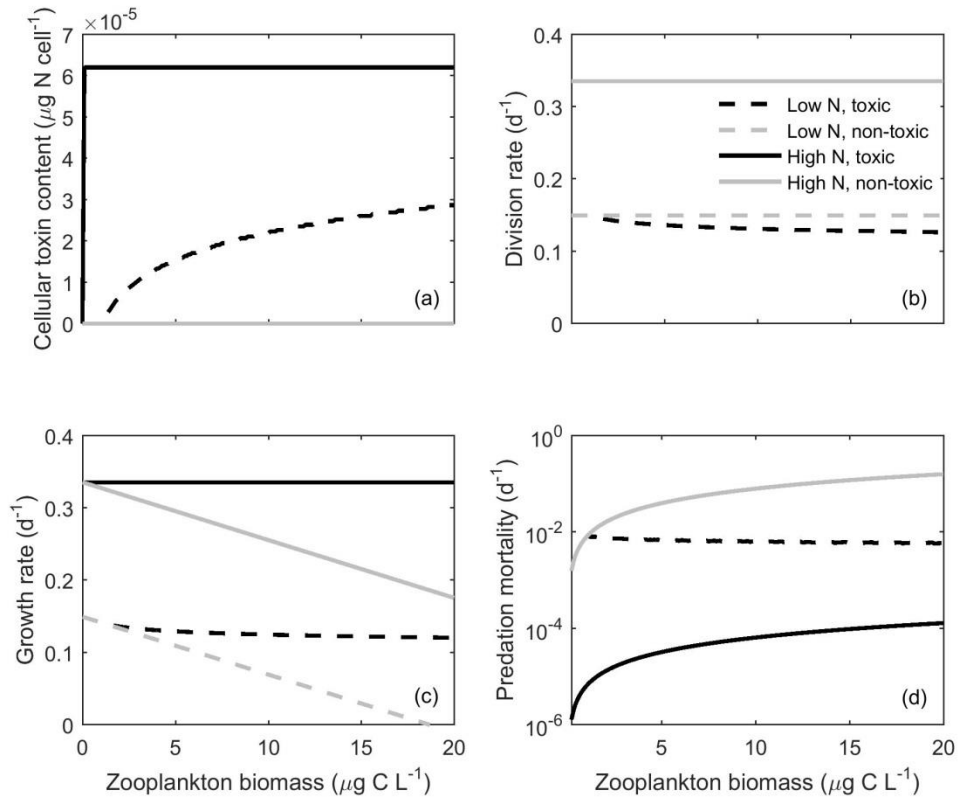 ×10⁻⁵
7
6
5
4
3
2
1
0
Cellular toxin content (μg N cell⁻¹)
(a)
0.4
0.3
0.2
0.1
0
Division rate (d⁻¹)
Low N, toxic
Low N, non-toxic
High N, toxic
High N, non-toxic
(b)
0.4
0.3
0.2
0.1
0
Growth rate (d⁻¹)
(c)
0 5 10 15 20
Zooplankton biomass (μg C L⁻¹)
10⁰
10⁻²
10⁻⁴
10⁻⁶
Predation mortality (d⁻¹)
(d)
5 10 15 20
Zooplankton biomass (μg C L⁻¹)